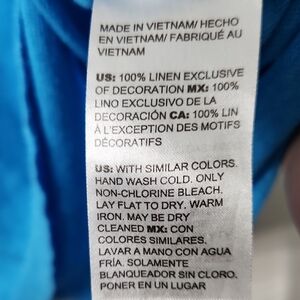 MADE IN VIETNAM/ HECHO
EN VIETNAM/ FABRIQUÉ AU
VIETNAM
US: 100% LINEN EXCLUSIVE
OF DECORATION MX: 100%
LINO EXCLUSIVO DE LA
DECORACIÓN CA: 100% LIN
À L'EXCEPTION DES MOTIFS
DÉCORATIFS
US: WITH SIMILAR COLORS.
HAND WASH COLD. ONLY
NON-CHLORINE BLEACH.
LAY FLAT TO DRY. WARM
IRON. MAY BE DRY
CLEANED MX: CON
COLORES SIMILARES.
LAVAR A MANO CON AGUA
FRÍA. SOLAMENTE
BLANQUEADOR SIN CLORO.
PONER EN UN LUGAR